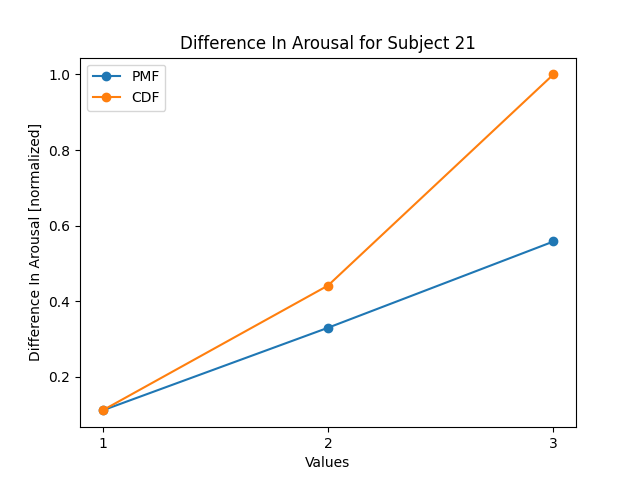 Difference In Arousal for Subject 21
PMF
CDF
Difference In Arousal [normalized]
1.0
0.8
0.6
0.4
0.2
1 2 3
Values